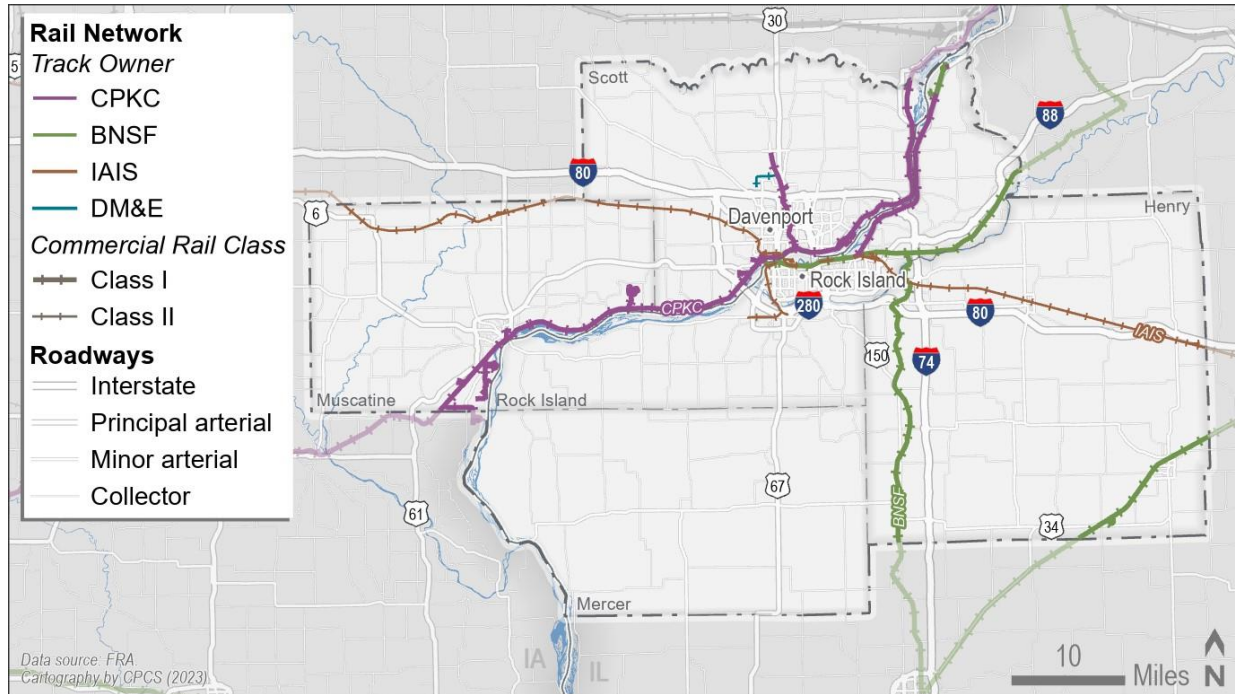 Rail Network
Track Owner
CPKC
BNSF
IAIS
DM&E
Commercial Rail Class
Class I
Class II
Roadways
Interstate
Principal arterial
Minor arterial
Collector
Data source: FRA.
Cartography by CPCS (2023)
5
30
Scott
88
80
6
Henry
Davenport
Rock Island
CPKC
280
80
IAIS
150
74
Muscatine
Rock Island
61
67
BNSF
34
Mercer
IA
IL
10
Miles
N